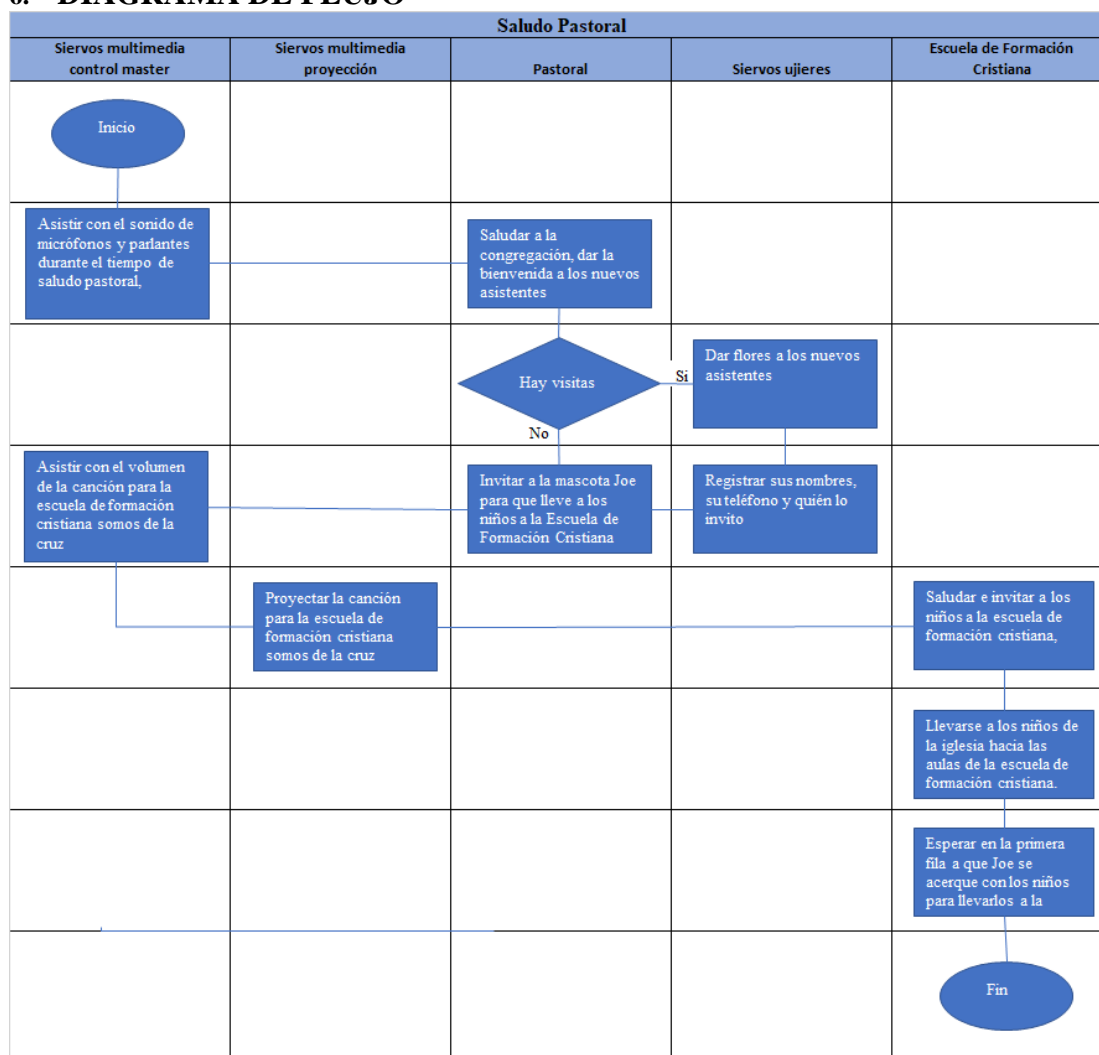 6. DIAGRAMA DE FLUJO
Saludo Pastoral
Siervos multimedia
control master
Siervos multimedia
proyección
Pastoral
Siervos ujieres
Escuela de Formación
Cristiana
Inicio
Asistir con el sonido de
micrófonos y parlantes
durante el tiempo de
saludo pastoral,
Saludar a la
congregación, dar la
bienvenida a los nuevos
asistentes
Hay visitas
Si
Dar flores a los nuevos
asistentes
No
Asistir con el volumen
de la canción para la
escuela de formación
cristiana somos de la
cruz
Invitar a la mascota Joe
para que lleve a los
niños a la Escuela de
Formación Cristiana
Registrar sus nombres,
su teléfono y quién lo
invito
Proyectar la canción
para la escuela de
formación cristiana
somos de la cruz
Saludar e invitar a los
niños a la escuela de
formación cristiana,
Llevarse a los niños de
la iglesia hacia las
aulas de la escuela de
formación cristiana.
Esperar en la primera
fila a que Joe se
acerque con los niños
para llevarlos a la
Fin